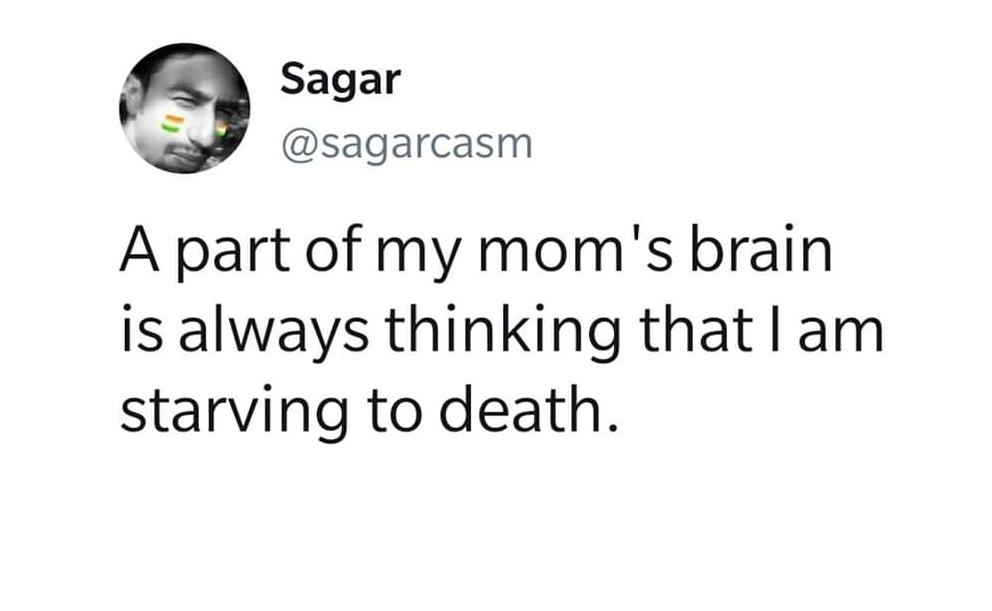 Sagar
@sagarcasm
A part of my mom's brain
is always thinking that I am
starving to death.